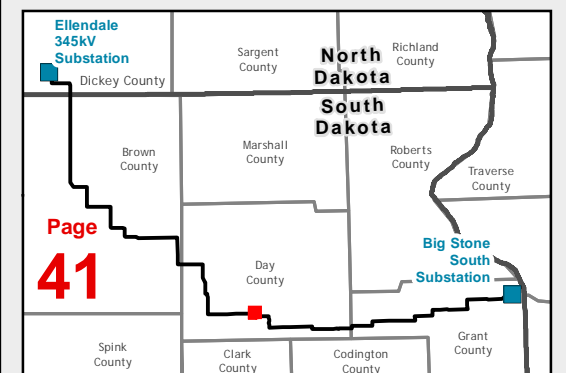 Ellendale
345kV
Substation
Dickey County
Sargent
County
North
Dakota
Richland
County
South
Dakota
Brown
County
Marshall
County
Roberts
County
Traverse
County
Page
41
Day
County
Big Stone
South
Substation
Grant
County
Spink
County
Clark
County
Codington
County